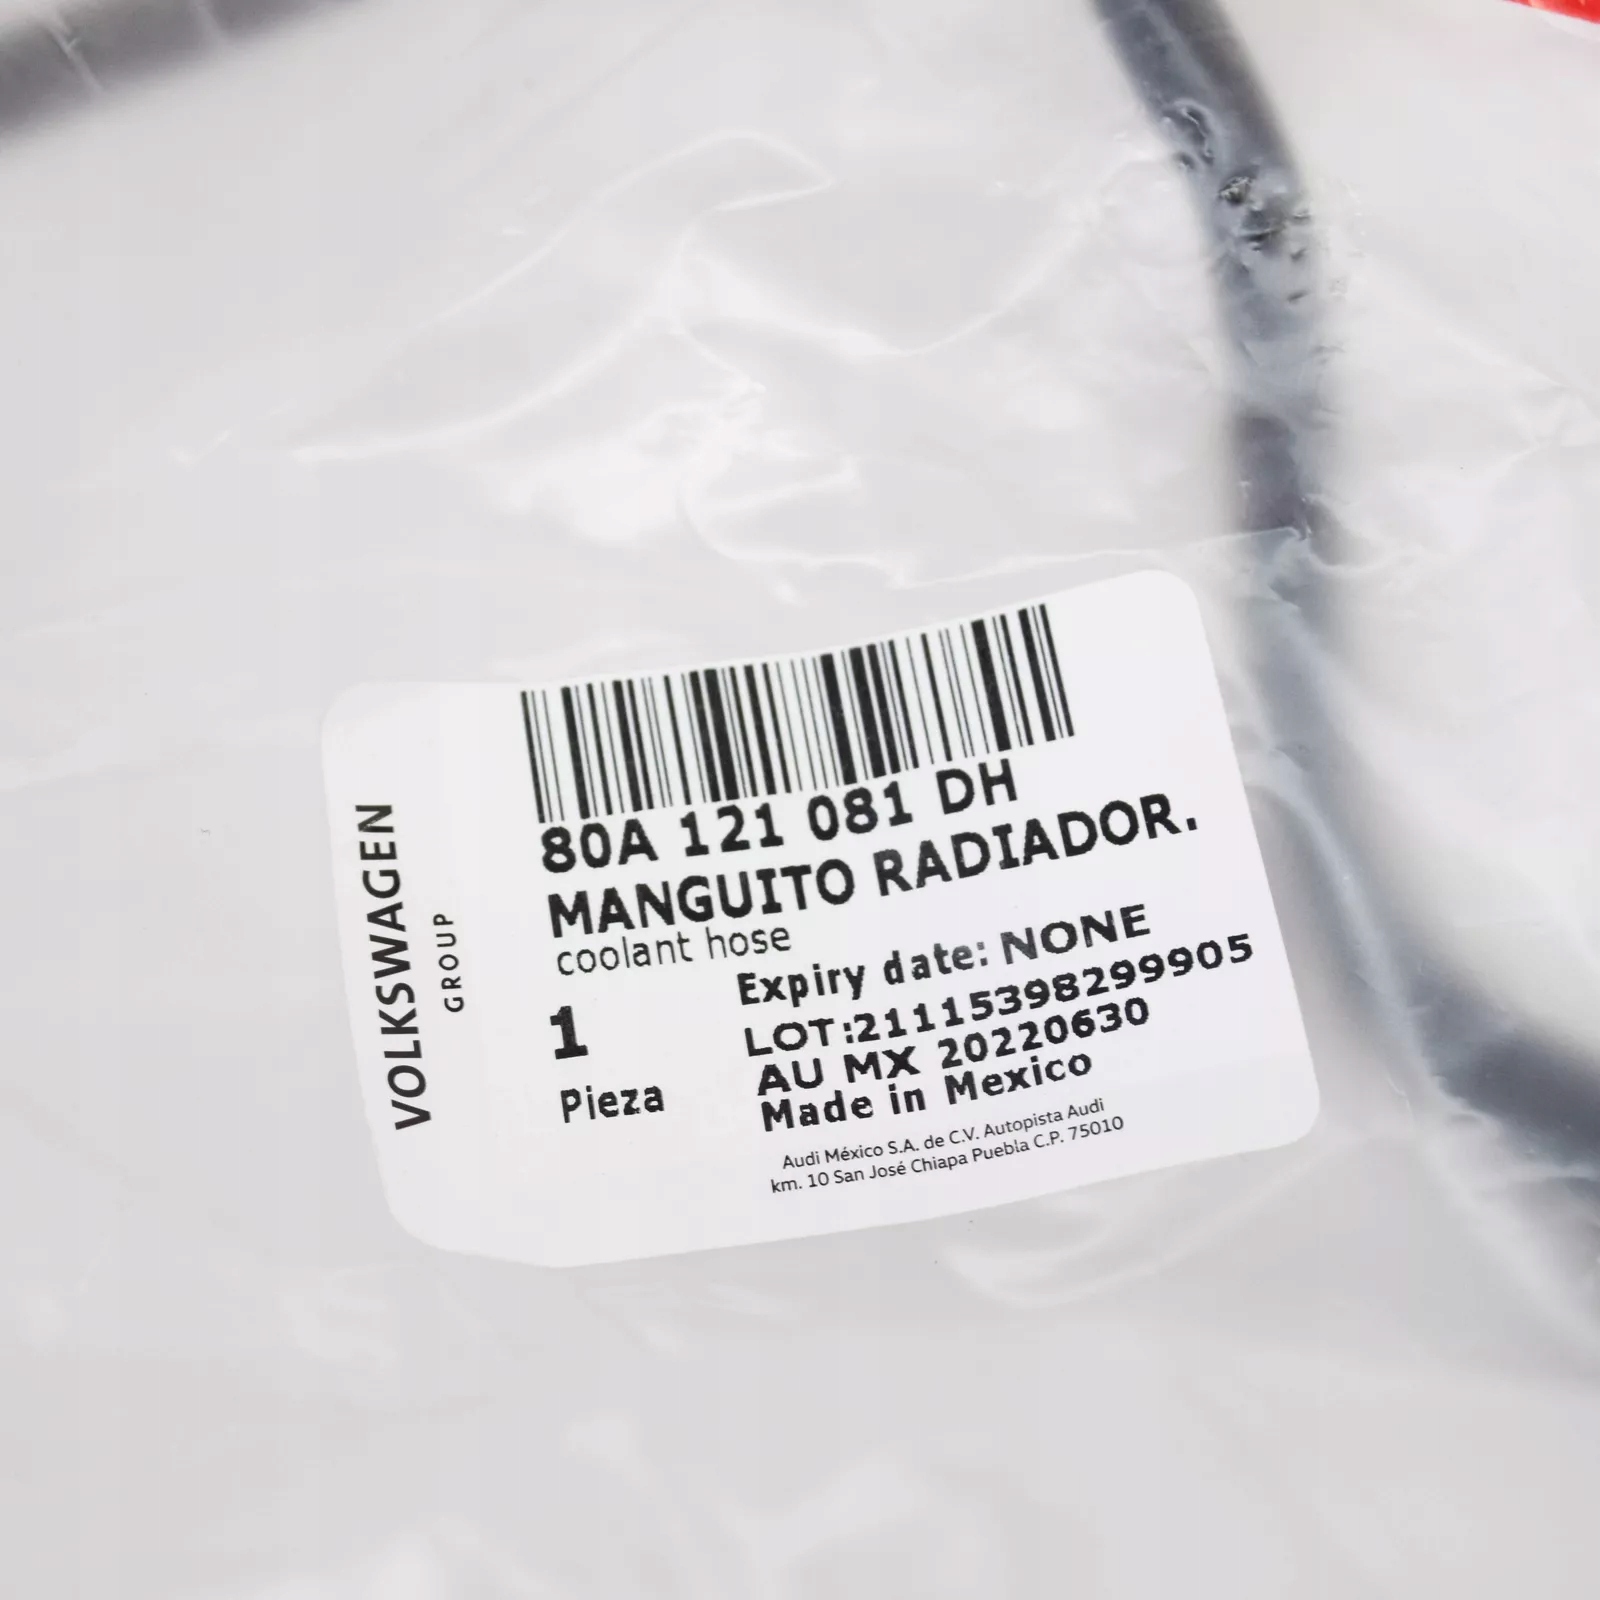 VOLKSWAGEN
GROUP
80A 121 081 DH
MANGUITO RADIADOR.
coolant hose
1
Pieza
Expiry date: NONE
LOT:21115398299905
AU MX 20220630
Made in Mexico
Audi México S.A. de C.V. Autopista Audi
km. 10 San José Chiapa Puebla C.P. 75010